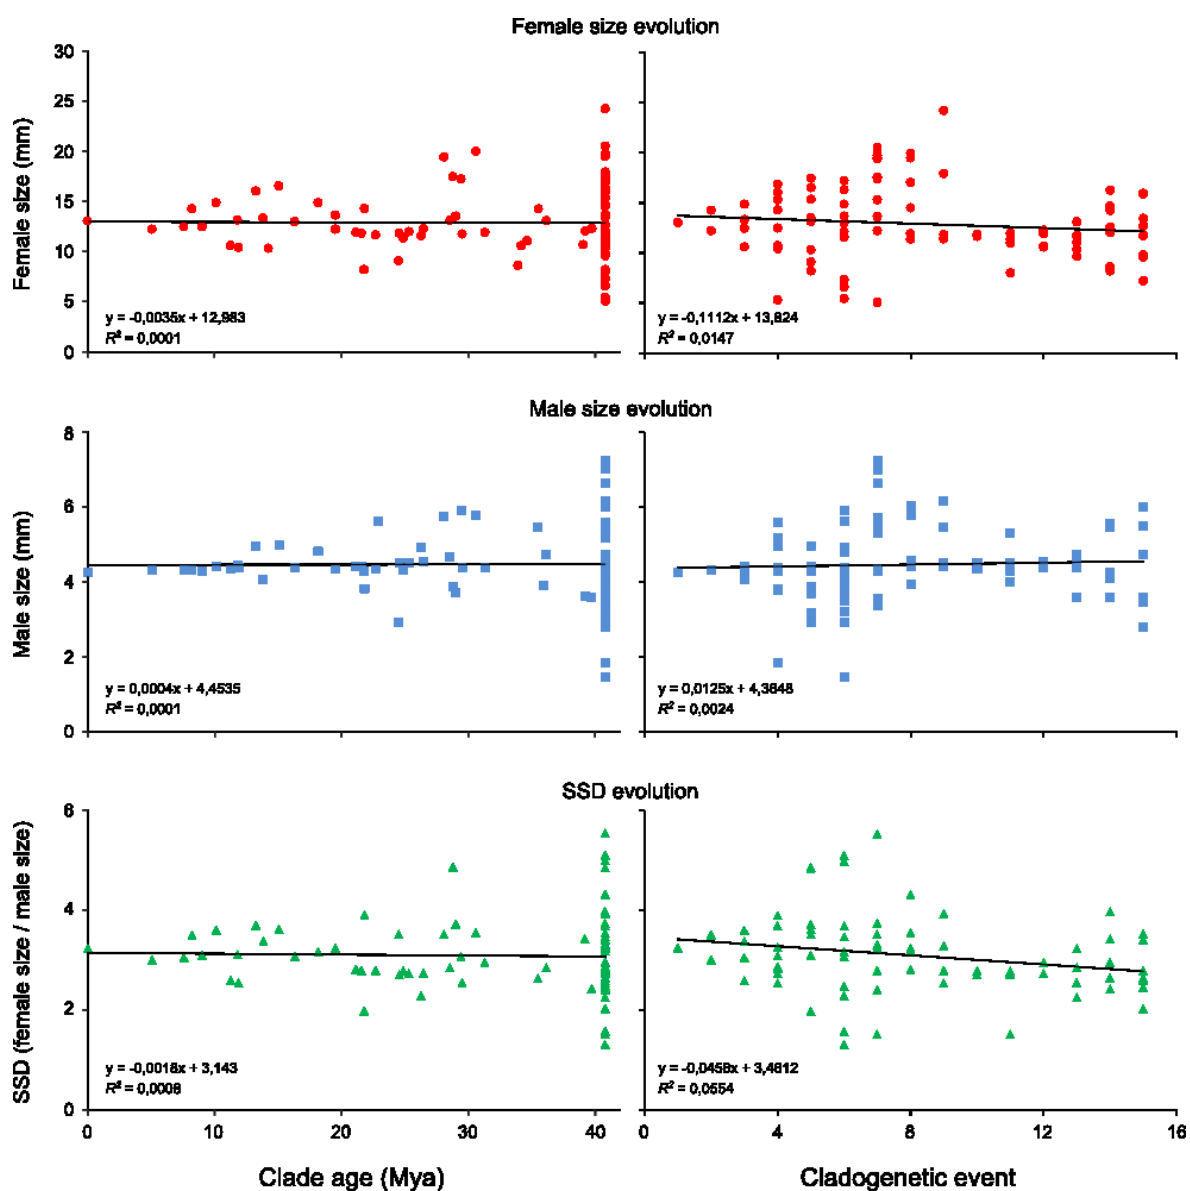 Female size evolution
Female size (mm)
30
25
20
15
10
5
0
y = -0,0035x + 12,983
R² = 0,0001
y = -0,1112x + 13,824
R² = 0,0147
Male size evolution
Male size (mm)
8
6
4
2
0
y = 0,0004x + 4,4535
R² = 0,0001
y = 0,0125x + 4,3848
R² = 0,0024
SSD evolution
SSD (female size / male size)
6
4
2
0
y = -0,0018x + 3,143
R² = 0,0008
y = -0,0458x + 3,4612
R² = 0,0554
0 10 20 30 40
0 4 8 12 16
Clade age (Mya)
Cladogenetic event